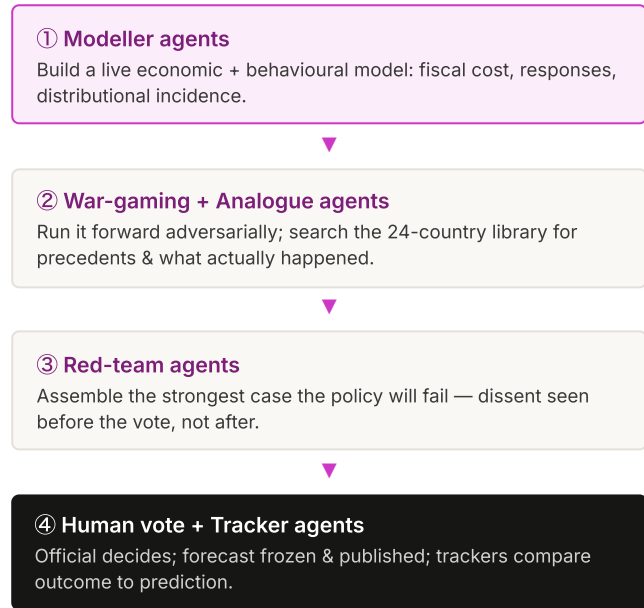 ① Modeller agents
Build a live economic + behavioural model: fiscal cost, responses,
distributional incidence.
② War-gaming + Analogue agents
Run it forward adversarially; search the 24-country library for
precedents & what actually happened.
③ Red-team agents
Assemble the strongest case the policy will fail — dissent seen
before the vote, not after.
④ Human vote + Tracker agents
Official decides; forecast frozen & published; trackers compare
outcome to prediction.